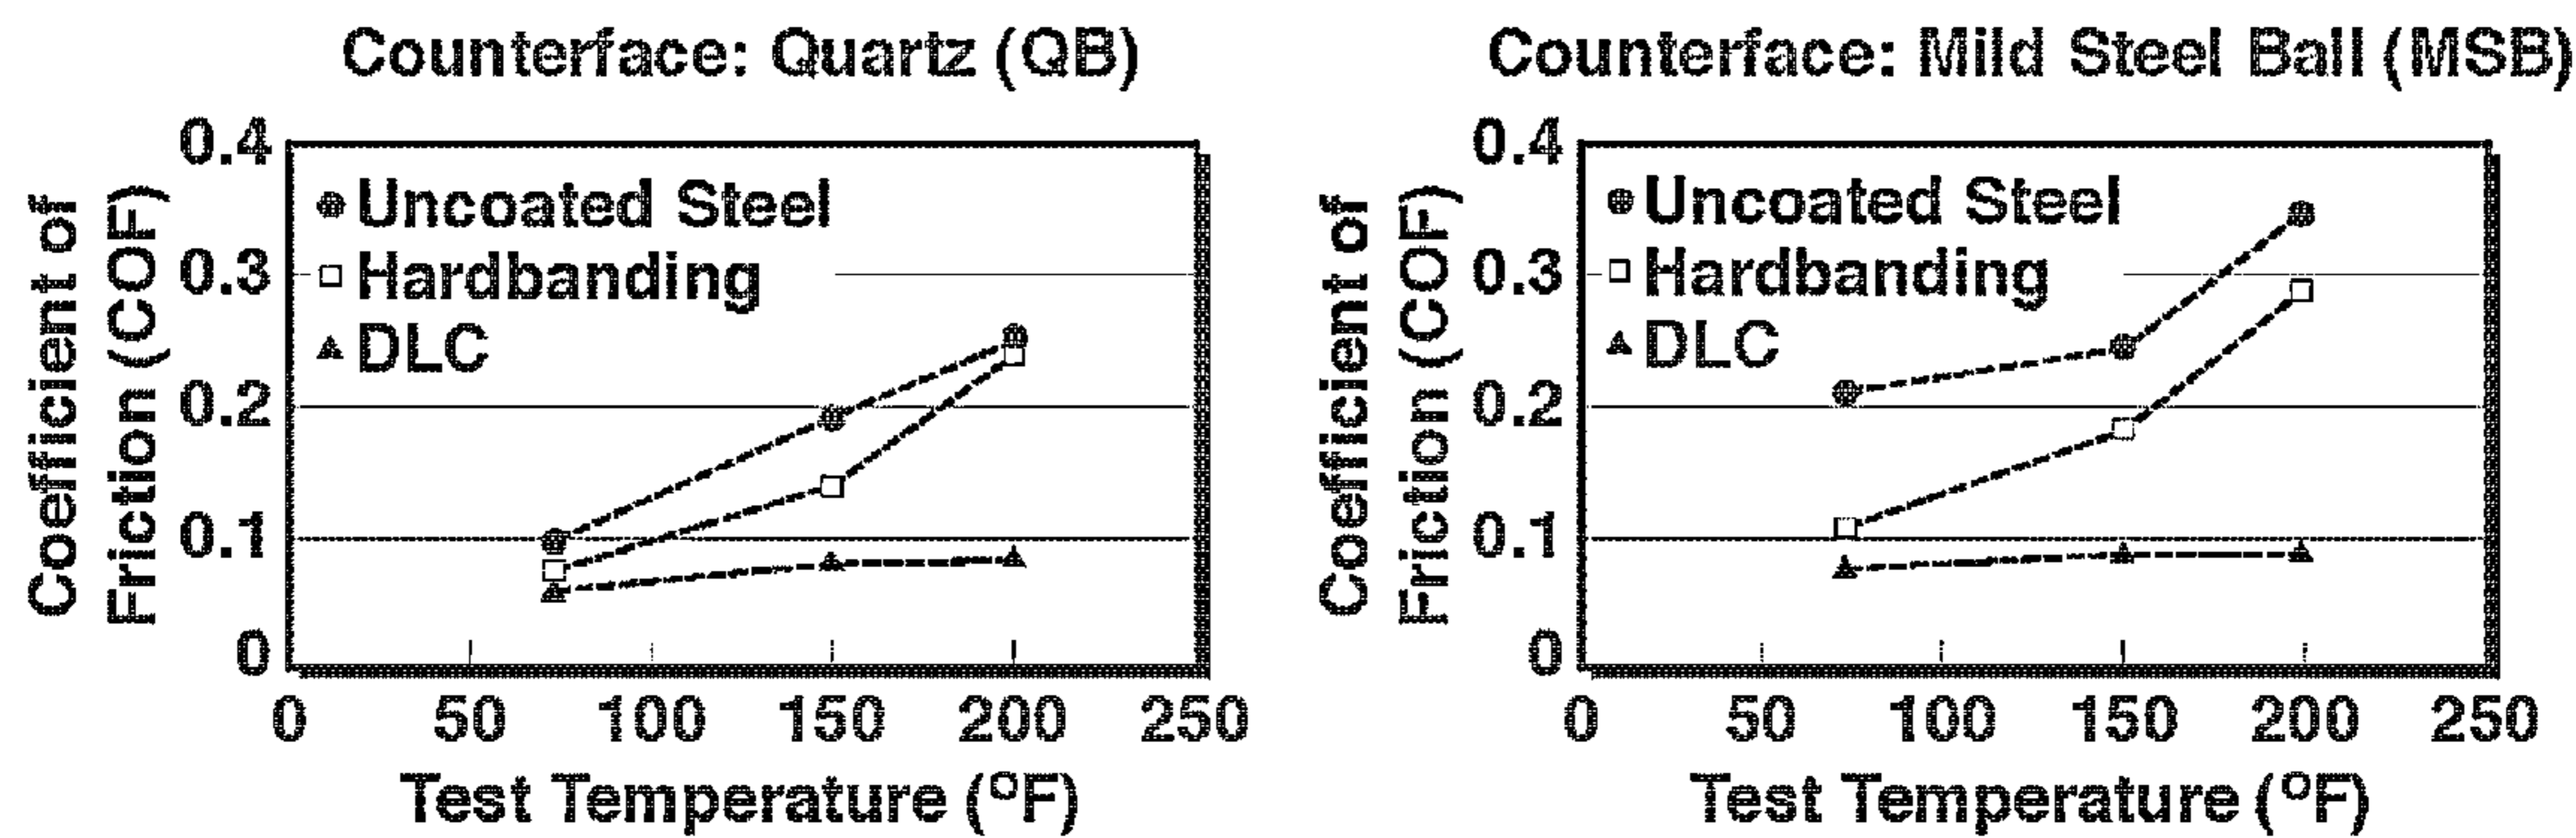 Counterface: Quartz (QB)
Coefficient of
Friction (COF)
0.4
0.3
0.2
0.1
0
Uncoated Steel
Hardbanding
DLC
0 50 100 150 200 250
Test Temperature (°F)
Counterface: Mild Steel Ball (MSB)
Coefficient of
Friction (COF)
0.4
0.3
0.2
0.1
0
Uncoated Steel
Hardbanding
DLC
0 50 100 150 200 250
Test Temperature (°F)